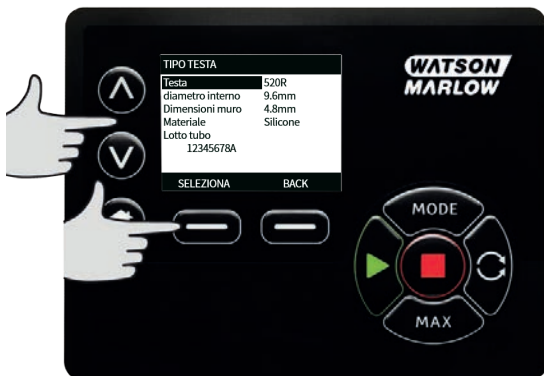 TIPO TESTA
Testa 520R
diametro interno 9.6mm
Dimensioni muro 4.8mm
Materiale Silicone
Lotto tubo
12345678A
SELEZIONA BACK
WATSON
MARLOW
MODE
MAX